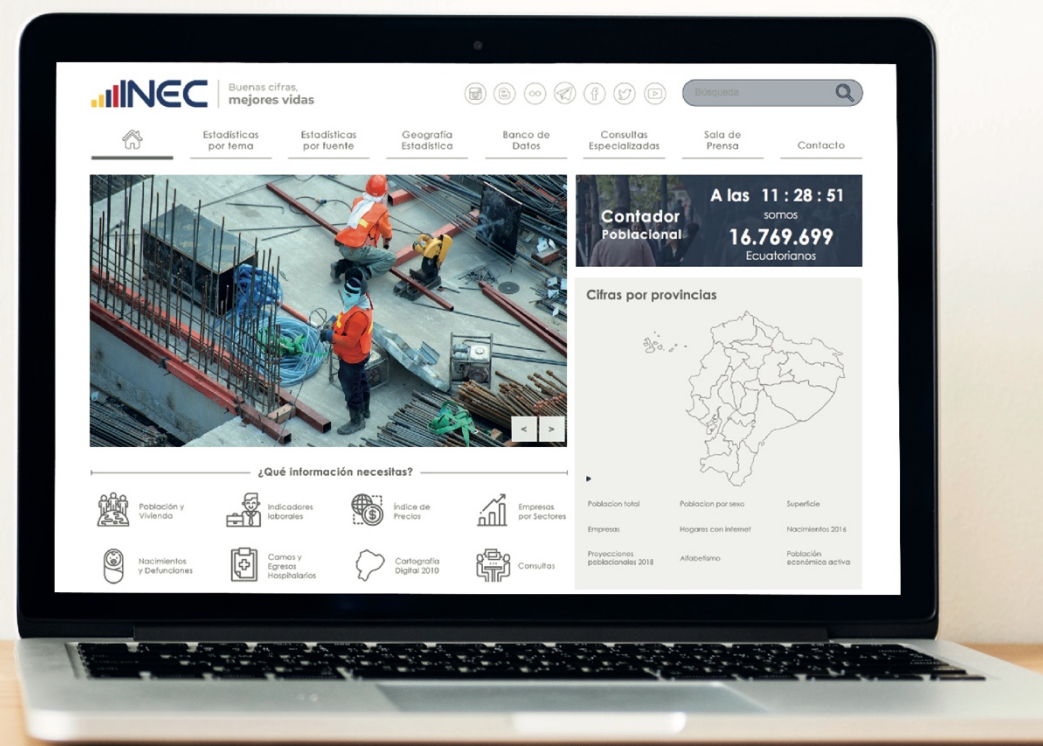 INEC
Buenas cifras,
mejores vidas
Búsqueda
Estadísticas
por tema
Estadísticas
por fuente
Geografía
Estadística
Banco de
Datos
Consultas
Especializadas
Sala de
Prensa
Contacto
Contador
Poblacional
A las 11 : 28 : 51
somos
16.769.699
Ecuatorianos
Cifras por provincias
< >
¿Qué información necesitas?
Población y
Vivienda
Indicadores
laborales
Índice de
Precios
Empresas
por Sectores
Nacimientos
y Defunciones
Camas y
Egresos
Hospitalarios
Cartografía
Digital 2010
Consultas
Poblacion total
Poblacion por sexo
Superficie
Empresas
Hogares con internet
Nacimientos 2016
Proyecciones
poblacionales 2018
Alfabetismo
Población
económica activa